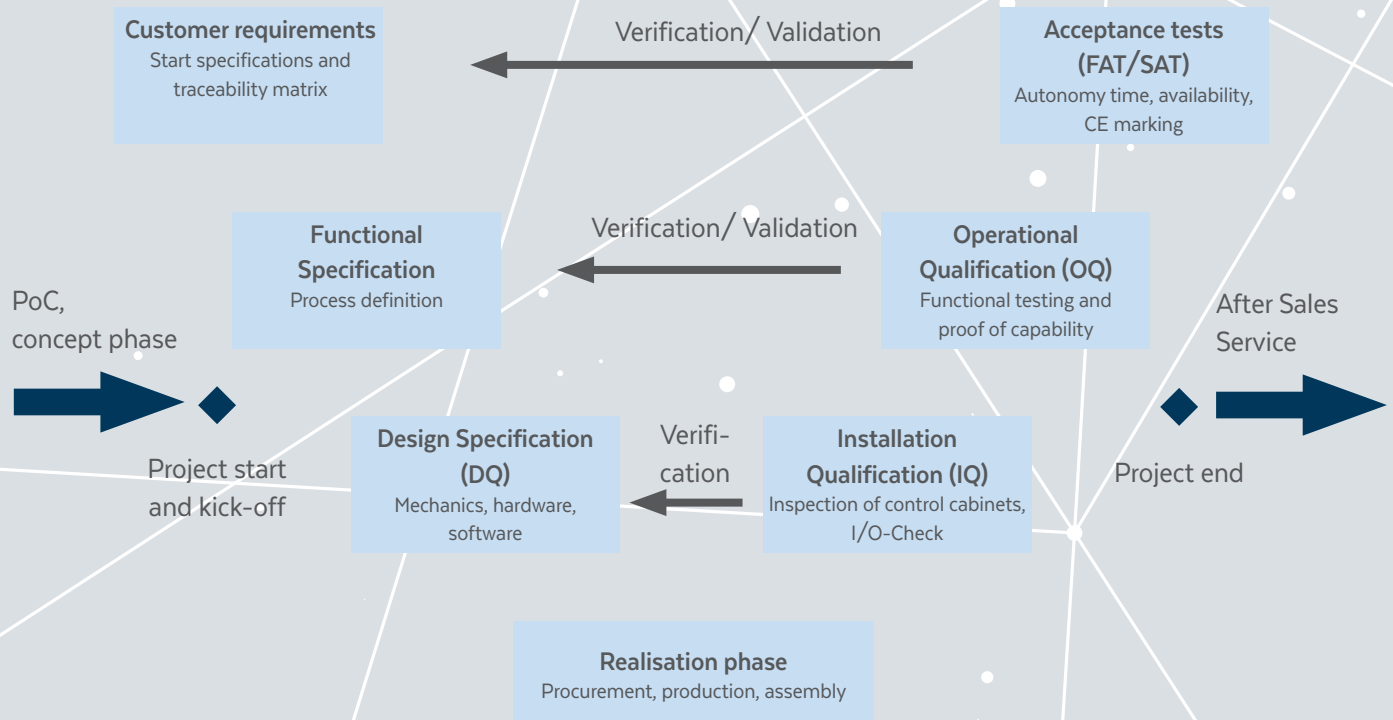 Customer requirements
Start specifications and
traceability matrix
Verification/ Validation
Acceptance tests
(FAT/SAT)
Autonomy time, availability,
CE marking
Functional
Specification
Process definition
Verification/ Validation
Operational
Qualification (OQ)
Functional testing and
proof of capability
PoC,
concept phase
After Sales
Service
Project start
and kick-off
Design Specification
(DQ)
Mechanics, hardware,
software
Verifi-
cation
Installation
Qualification (IQ)
Inspection of control cabinets,
I/O-Check
Project end
Realisation phase
Procurement, production, assembly